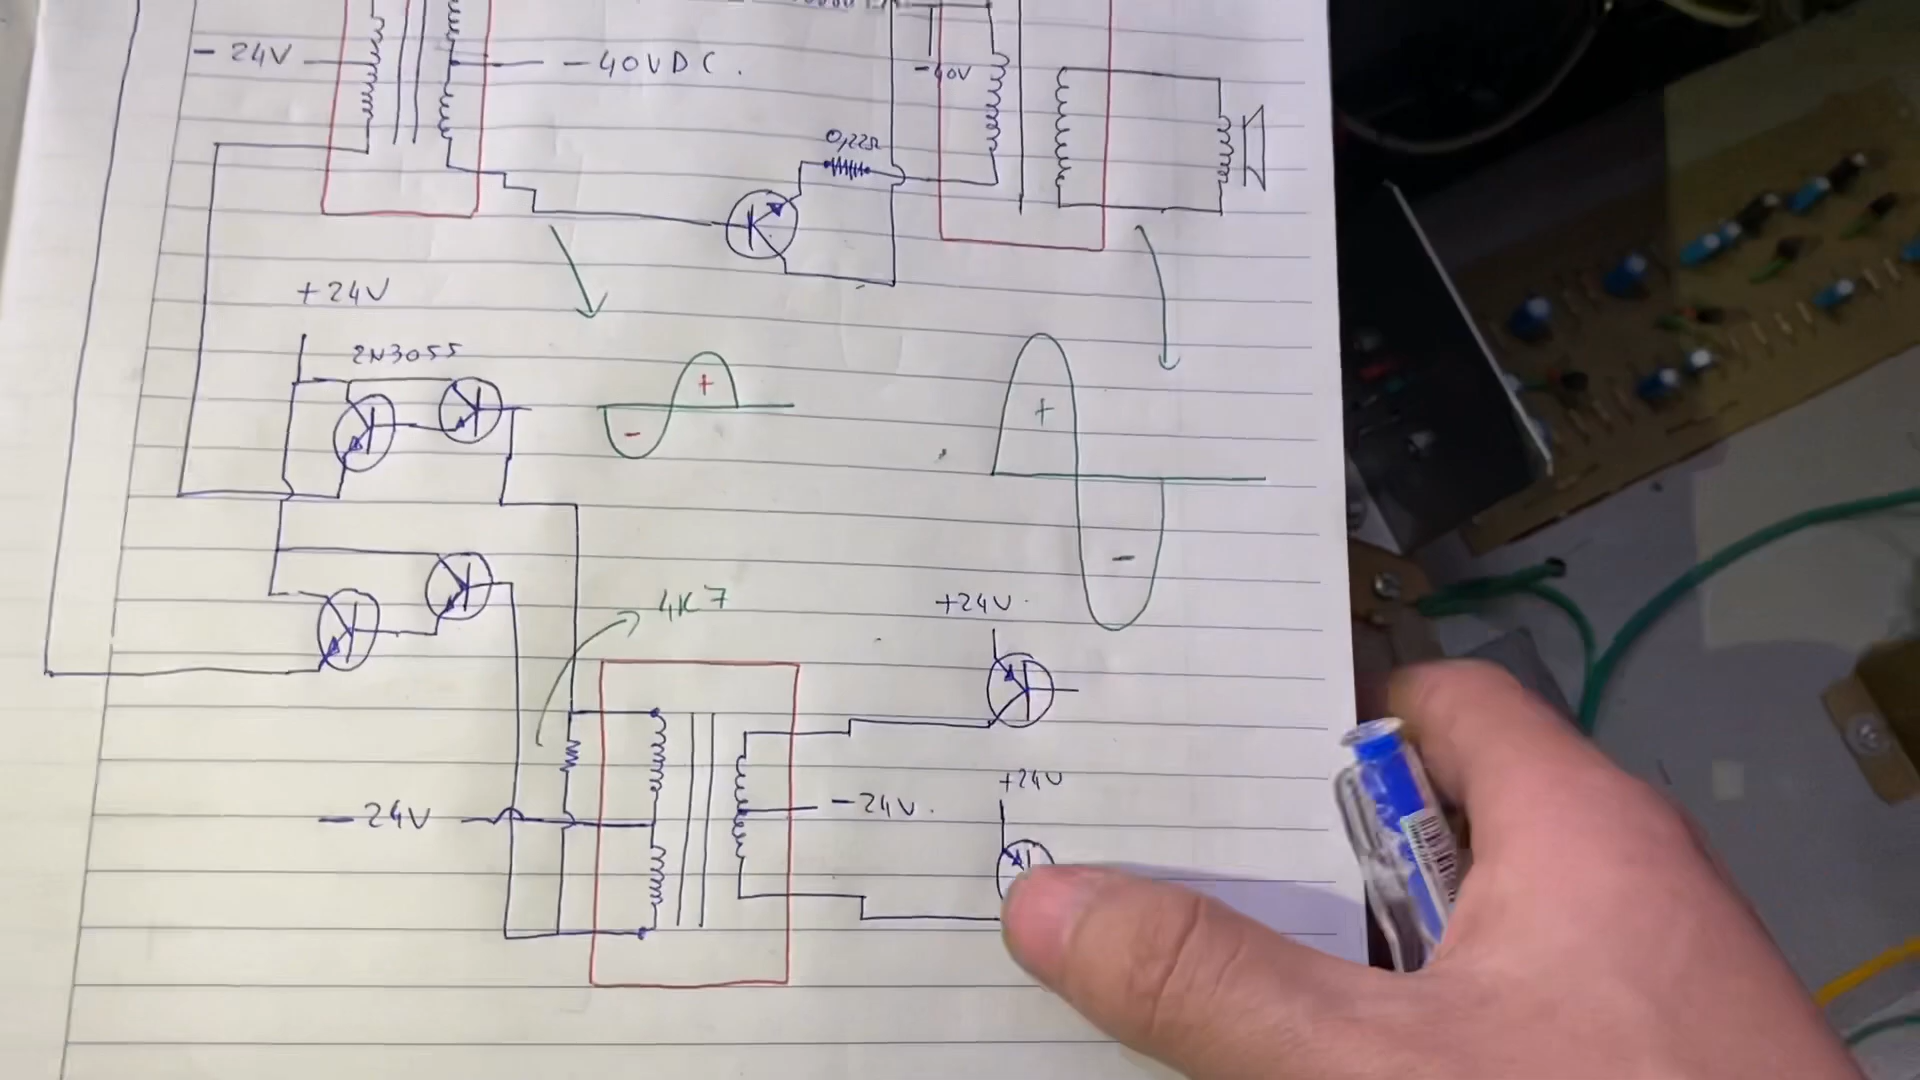 - 24V
- 40VDC.
- 40V
0,22Ω
+24V
2N3055
+
-
+
-
4K7
+24V.
+24V
- 24V
- 24V.